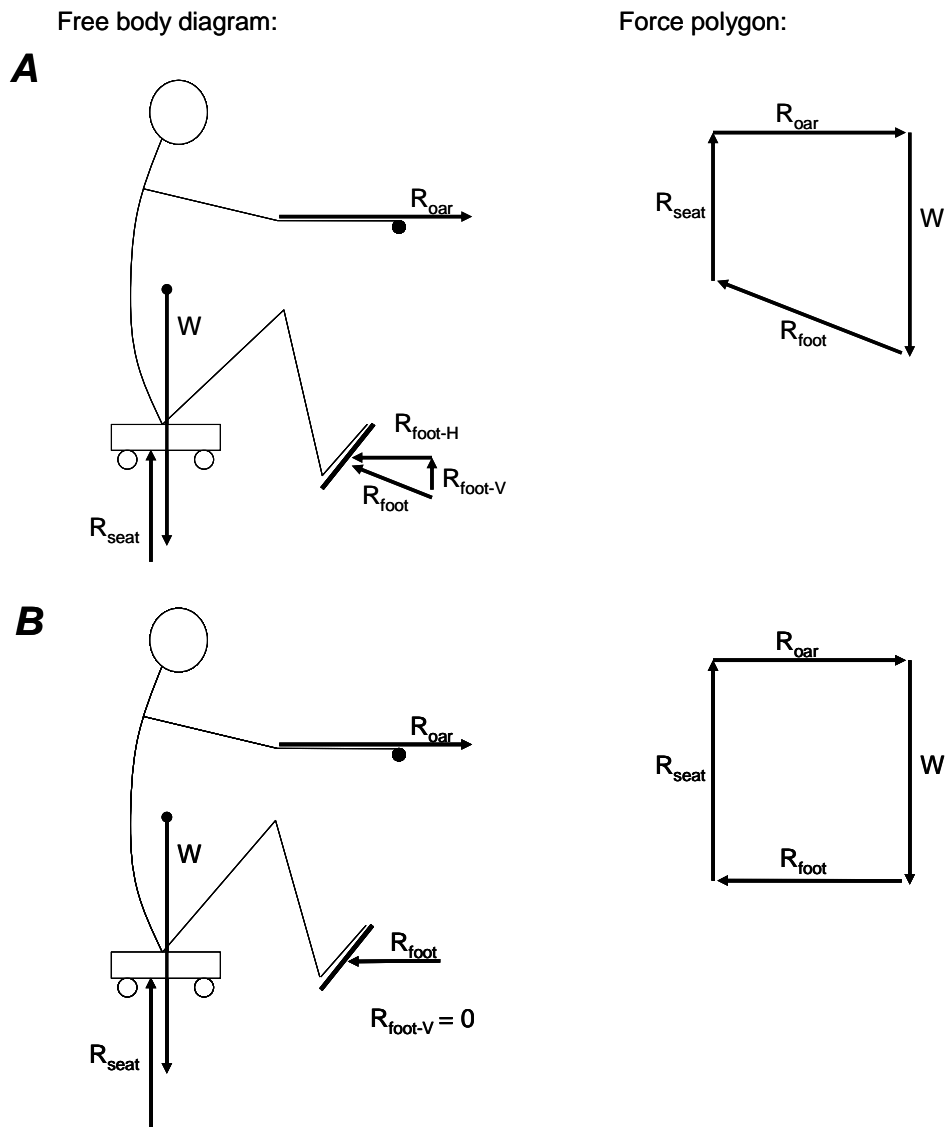 Free body diagram:
Force polygon:
A
R_oar
W
R_foot-H
R_foot-V
R_foot
R_seat
R_oar
R_seat
W
R_foot
B
R_oar
W
R_foot
R_foot-V = 0
R_seat
R_oar
R_seat
W
R_foot